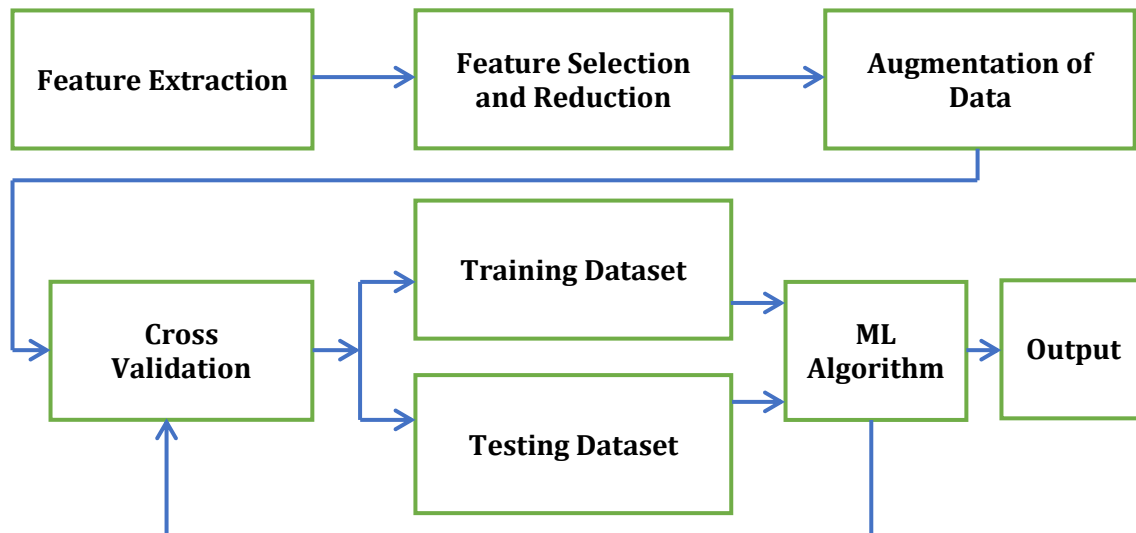 Feature Extraction
Feature Selection
and Reduction
Augmentation of
Data
Cross
Validation
Training Dataset
Testing Dataset
ML
Algorithm
Output